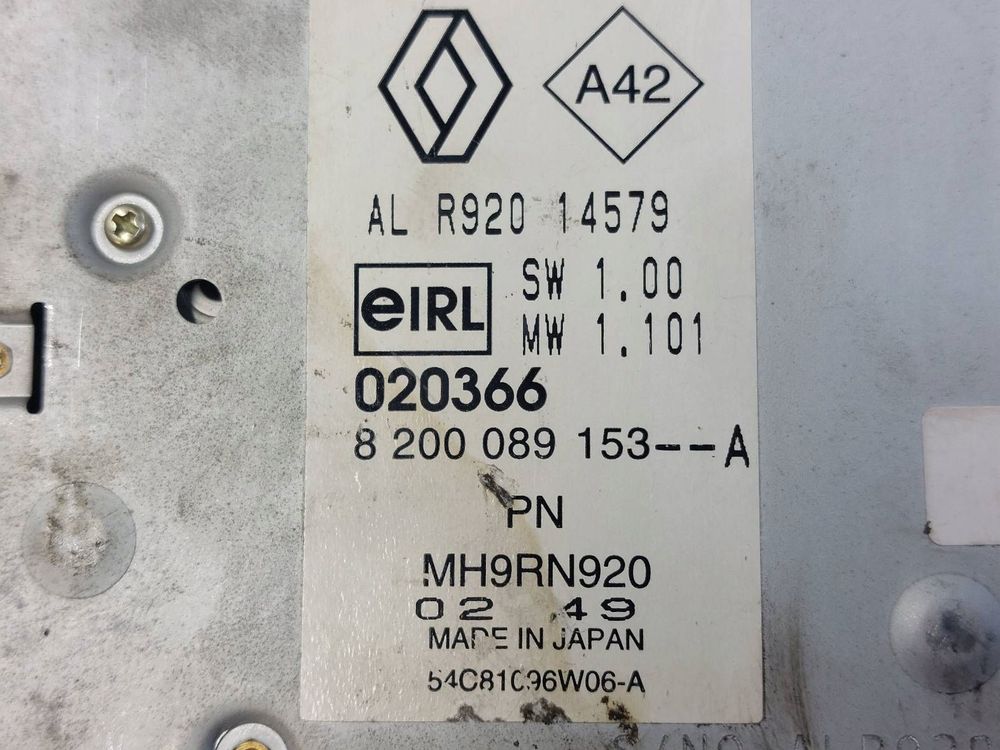 A42
AL R920 14579
eIRL
SW 1.00
MW 1.101
020366
8 200 089 153--A
PN
MH9RN920
02 49
MADE IN JAPAN
54C81096W06-A